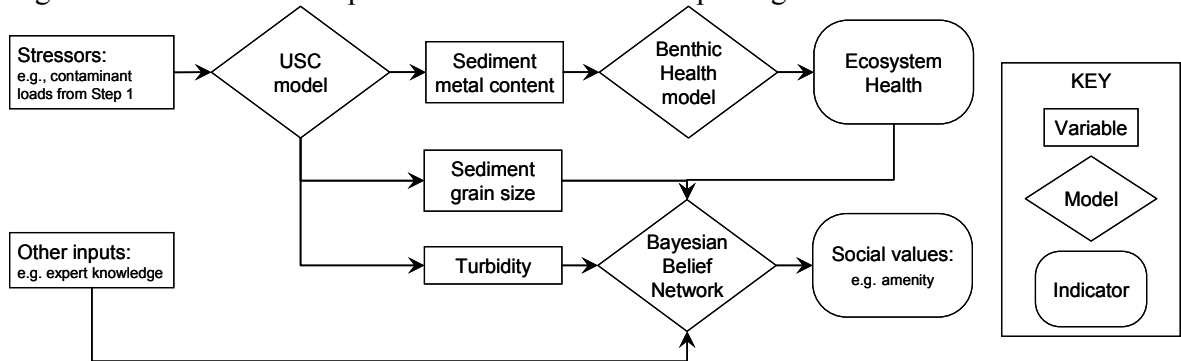 Stressors:
e.g., contaminant
loads from Step 1
USC
model
Sediment
metal content
Benthic
Health
model
Ecosystem
Health
Sediment
grain size
Other inputs:
e.g. expert knowledge
Turbidity
Bayesian
Belief
Network
Social values:
e.g. amenity
KEY
Variable
Model
Indicator